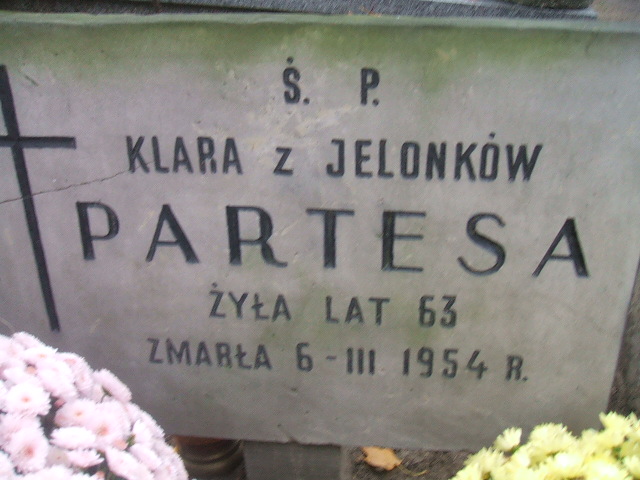 Ś. P.
KLARA z JELONKÓW
PARTESA
ŻYŁA LAT 63
ZMARŁA 6-III 1954 R.